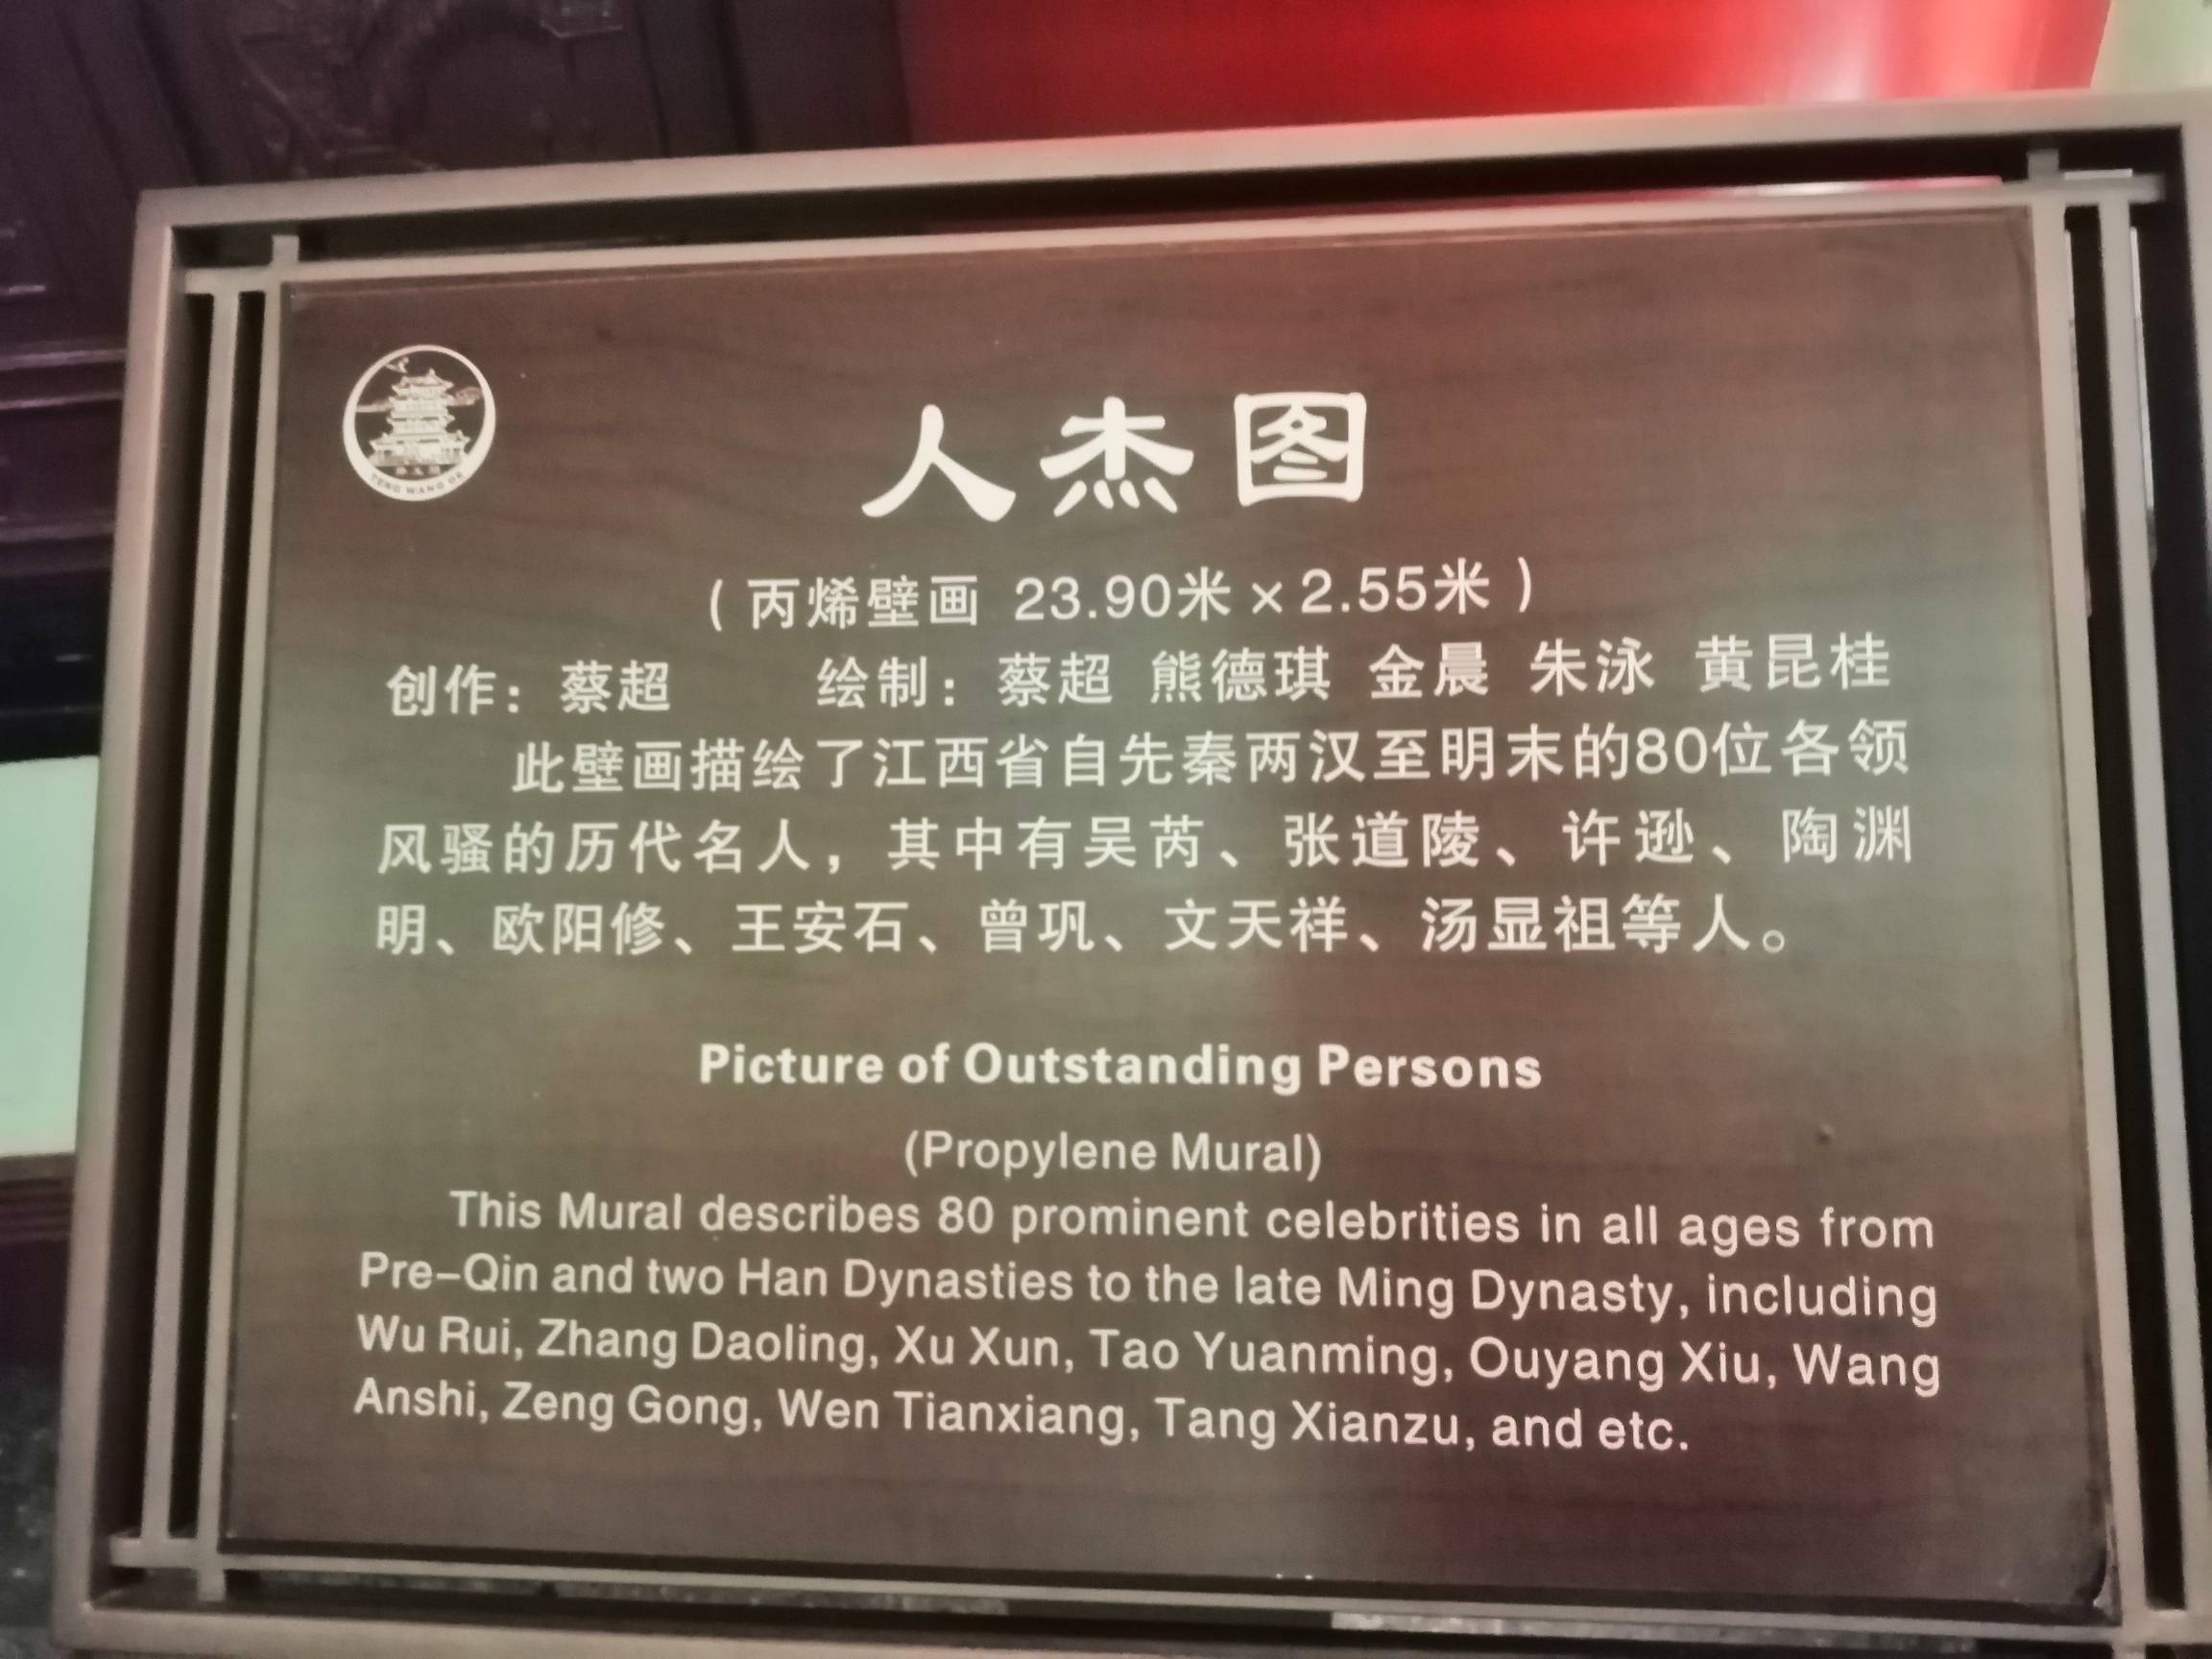 人杰图
（丙烯壁画 23.90米×2.55米）
创作：蔡超 绘制：蔡超 熊德琪 金晨 朱泳 黄昆桂
此壁画描绘了江西省自先秦两汉至明末的80位各领
风骚的历代名人，其中有吴芮、张道陵、许逊、陶渊
明、欧阳修、王安石、曾巩、文天祥、汤显祖等人。
Picture of Outstanding Persons
(Propylene Mural)
This Mural describes 80 prominent celebrities in all ages from
Pre-Qin and two Han Dynasties to the late Ming Dynasty, including
Wu Rui, Zhang Daoling, Xu Xun, Tao Yuanming, Ouyang Xiu, Wang
Anshi, Zeng Gong, Wen Tianxiang, Tang Xianzu, and etc.
TENG WANG GE